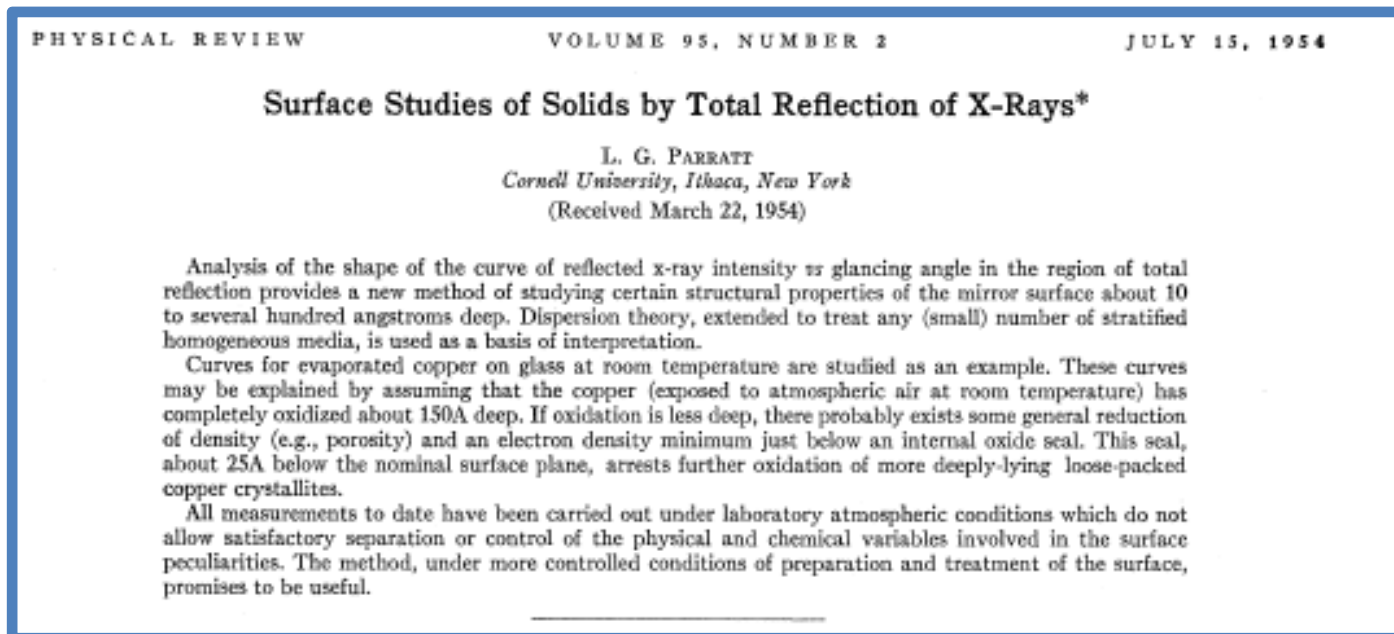 PHYSICAL REVIEW VOLUME 95, NUMBER 2 JULY 15, 1954
Surface Studies of Solids by Total Reflection of X-Rays*
L. G. PARRATT
Cornell University, Ithaca, New York
(Received March 22, 1954)
Analysis of the shape of the curve of reflected x-ray intensity vs glancing angle in the region of total
reflection provides a new method of studying certain structural properties of the mirror surface about 10
to several hundred angstroms deep. Dispersion theory, extended to treat any (small) number of stratified
homogeneous media, is used as a basis of interpretation.
Curves for evaporated copper on glass at room temperature are studied as an example. These curves
may be explained by assuming that the copper (exposed to atmospheric air at room temperature) has
completely oxidized about 150A deep. If oxidation is less deep, there probably exists some general reduction
of density (e.g., porosity) and an electron density minimum just below an internal oxide seal. This seal,
about 25A below the nominal surface plane, arrests further oxidation of more deeply-lying loose-packed
copper crystallites.
All measurements to date have been carried out under laboratory atmospheric conditions which do not
allow satisfactory separation or control of the physical and chemical variables involved in the surface
peculiarities. The method, under more controlled conditions of preparation and treatment of the surface,
promises to be useful.